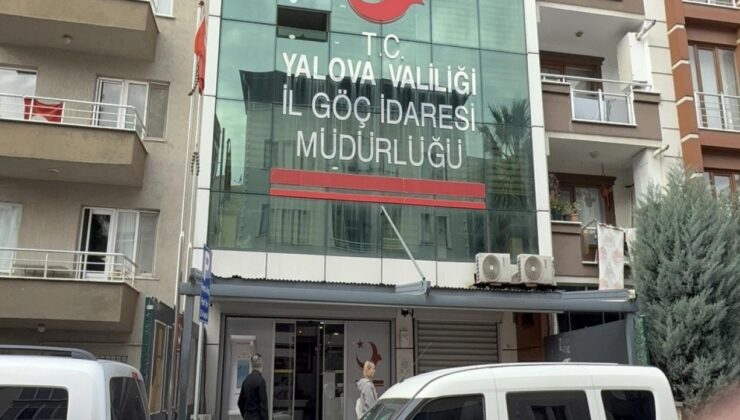 T.C.
YALOVA VALİLİĞİ
İL GÖÇ İDARESİ
MÜDÜRLÜĞÜ
P